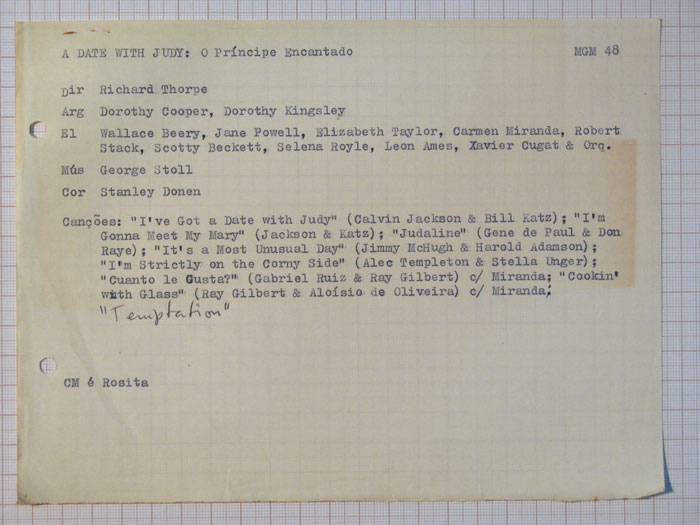 A DATE WITH JUDY: O Príncipe Encantado MGM 48
Dir Richard Thorpe
Arg Dorothy Cooper, Dorothy Kingsley
El Wallace Beery, Jane Powell, Elizabeth Taylor, Carmen Miranda, Robert
Stack, Scotty Beckett, Selena Royle, Leon Ames, Xavier Cugat & Orq.
Mús George Stoll
Cor Stanley Donen
Canções: "I've Got a Date with Judy" (Calvin Jackson & Bill Katz); "I'm
Gonna Meet My Mary" (Jackson & Katz); "Judaline" (Gene de Paul & Don
Raye); "It's a Most Unusual Day" (Jimmy McHugh & Harold Adamson);
"I'm Strictly on the Corny Side" (Alec Templeton & Stella Unger);
"Cuanto le Gusta?" (Gabriel Ruiz & Ray Gilbert) c/ Miranda; "Cookin'
with Glass" (Ray Gilbert & Aloísio de Oliveira) c/ Miranda;
"Temptation"
CM é Rosita